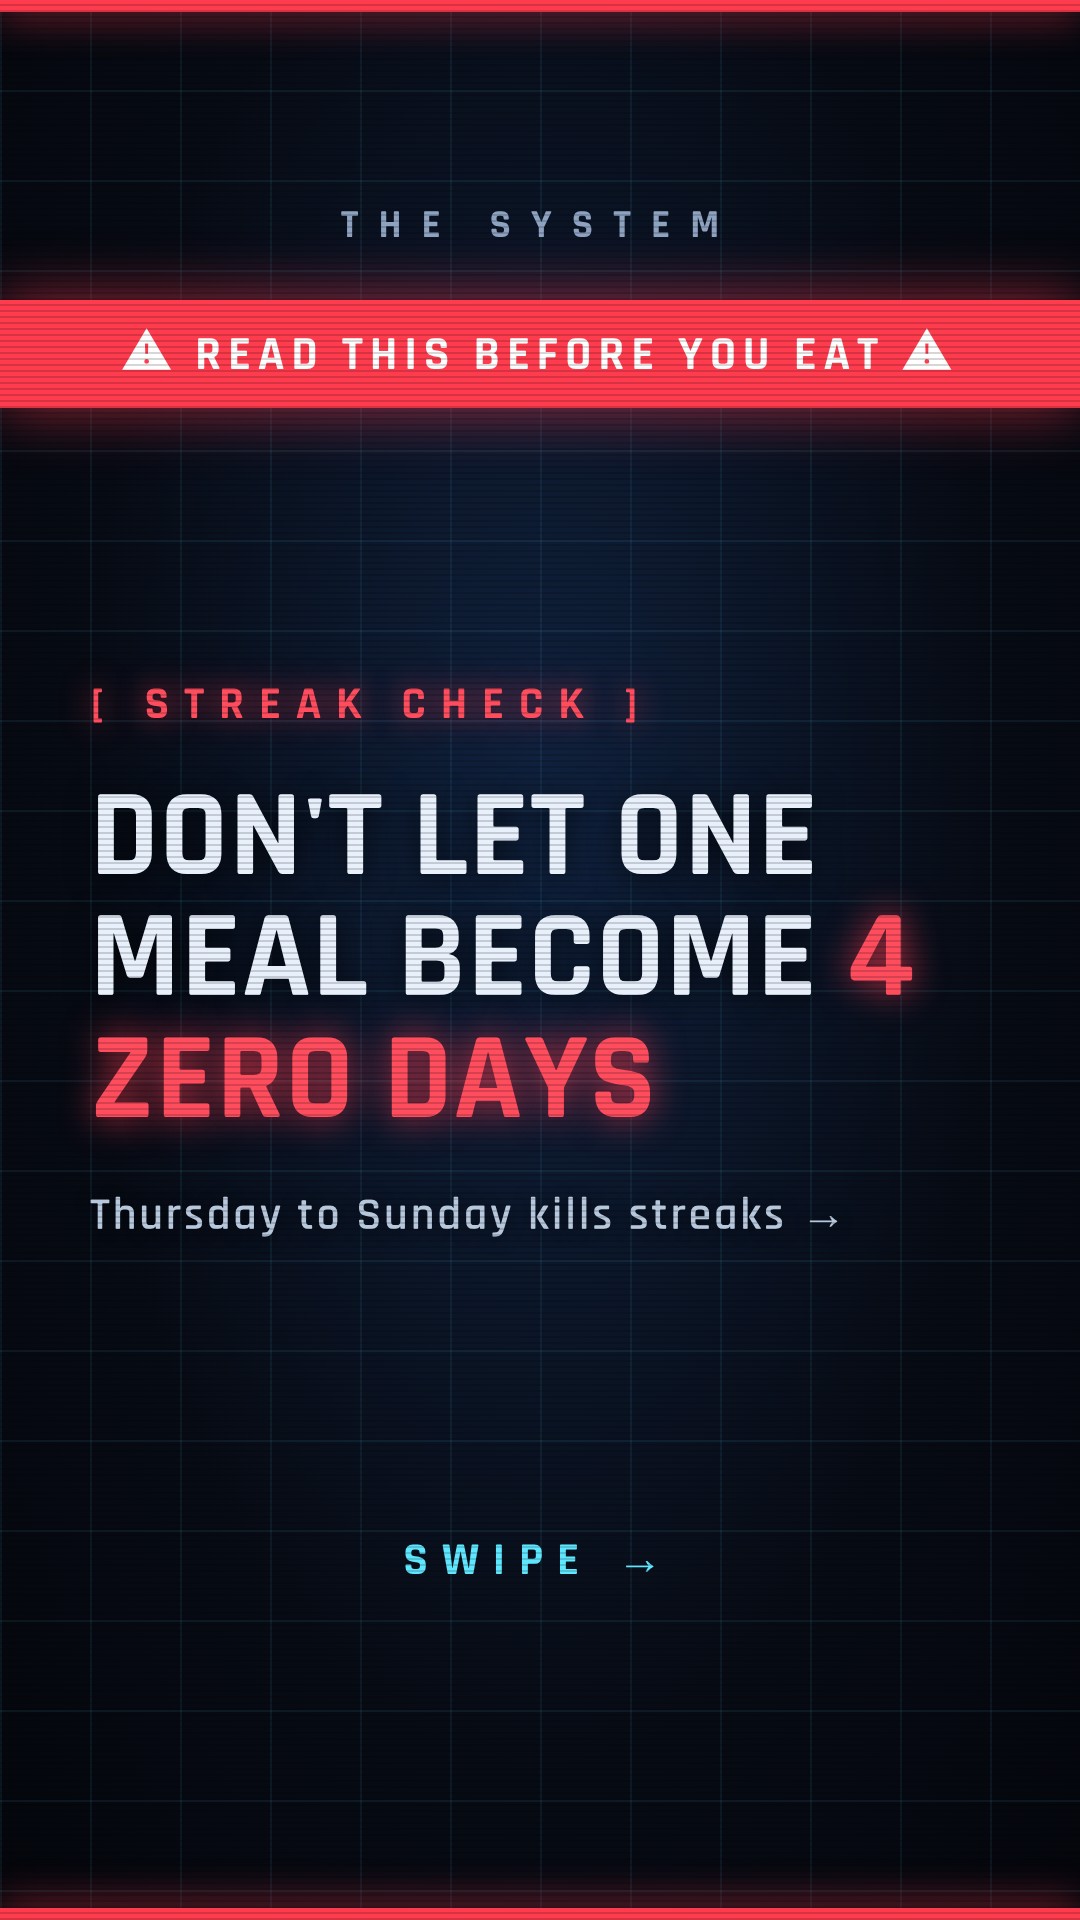 THE SYSTEM
⚠ READ THIS BEFORE YOU EAT ⚠
[ STREAK CHECK ]
DON'T LET ONE
MEAL BECOME 4
ZERO DAYS
Thursday to Sunday kills streaks →
SWIPE →